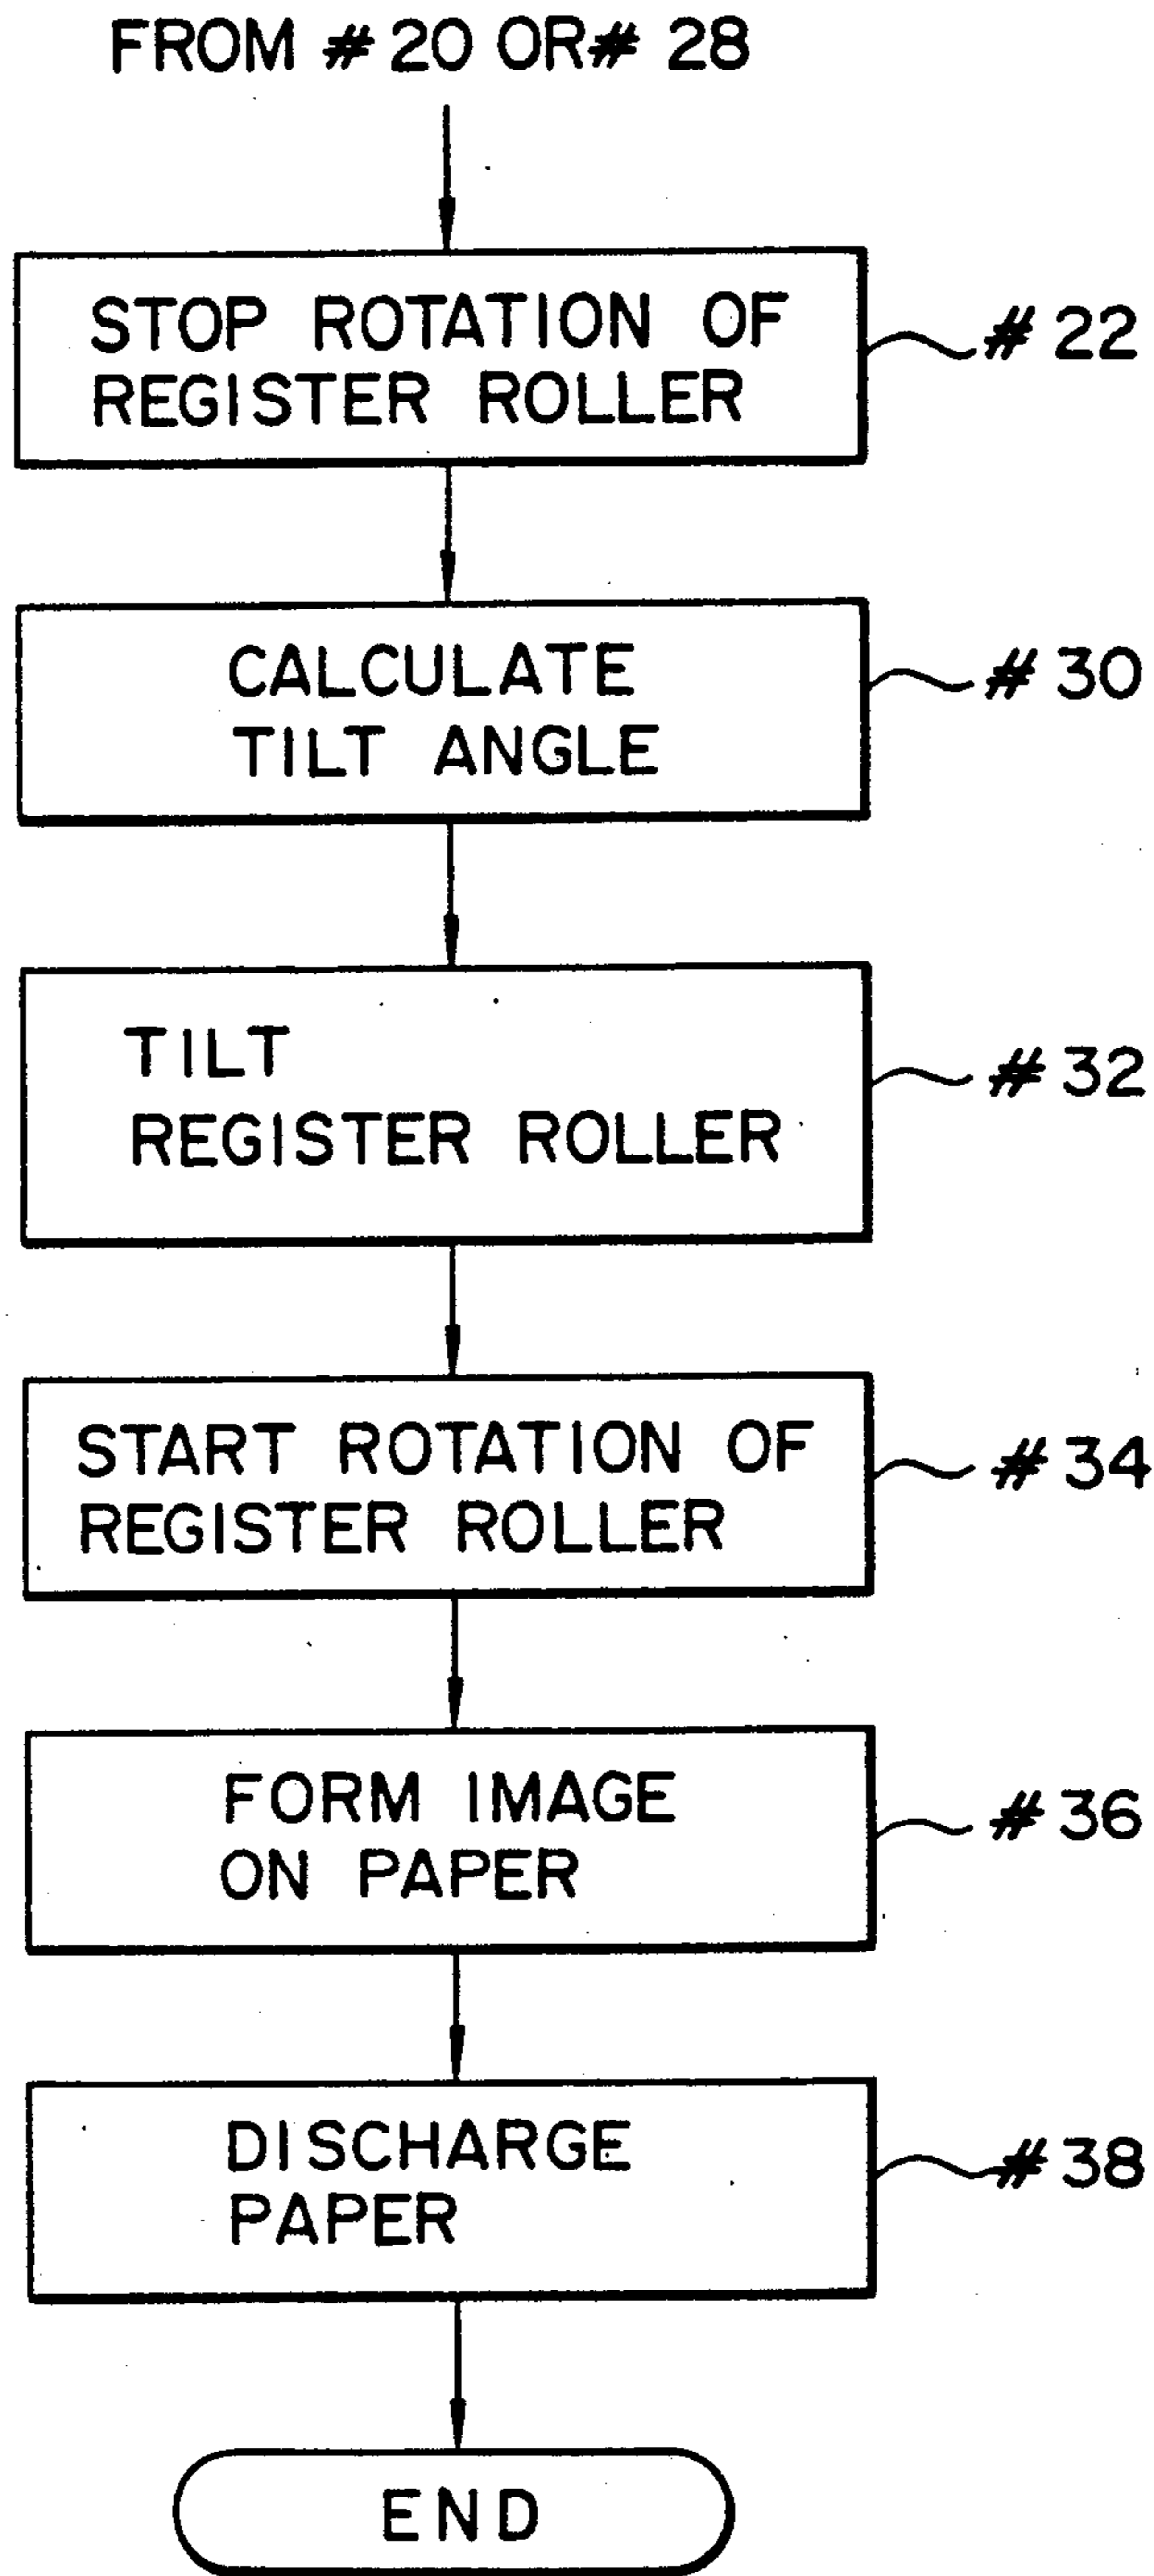 FROM # 20 OR # 28
STOP ROTATION OF
REGISTER ROLLER
# 22
CALCULATE
TILT ANGLE
# 30
TILT
REGISTER ROLLER
# 32
START ROTATION OF
REGISTER ROLLER
# 34
FORM IMAGE
ON PAPER
# 36
DISCHARGE
PAPER
# 38
END